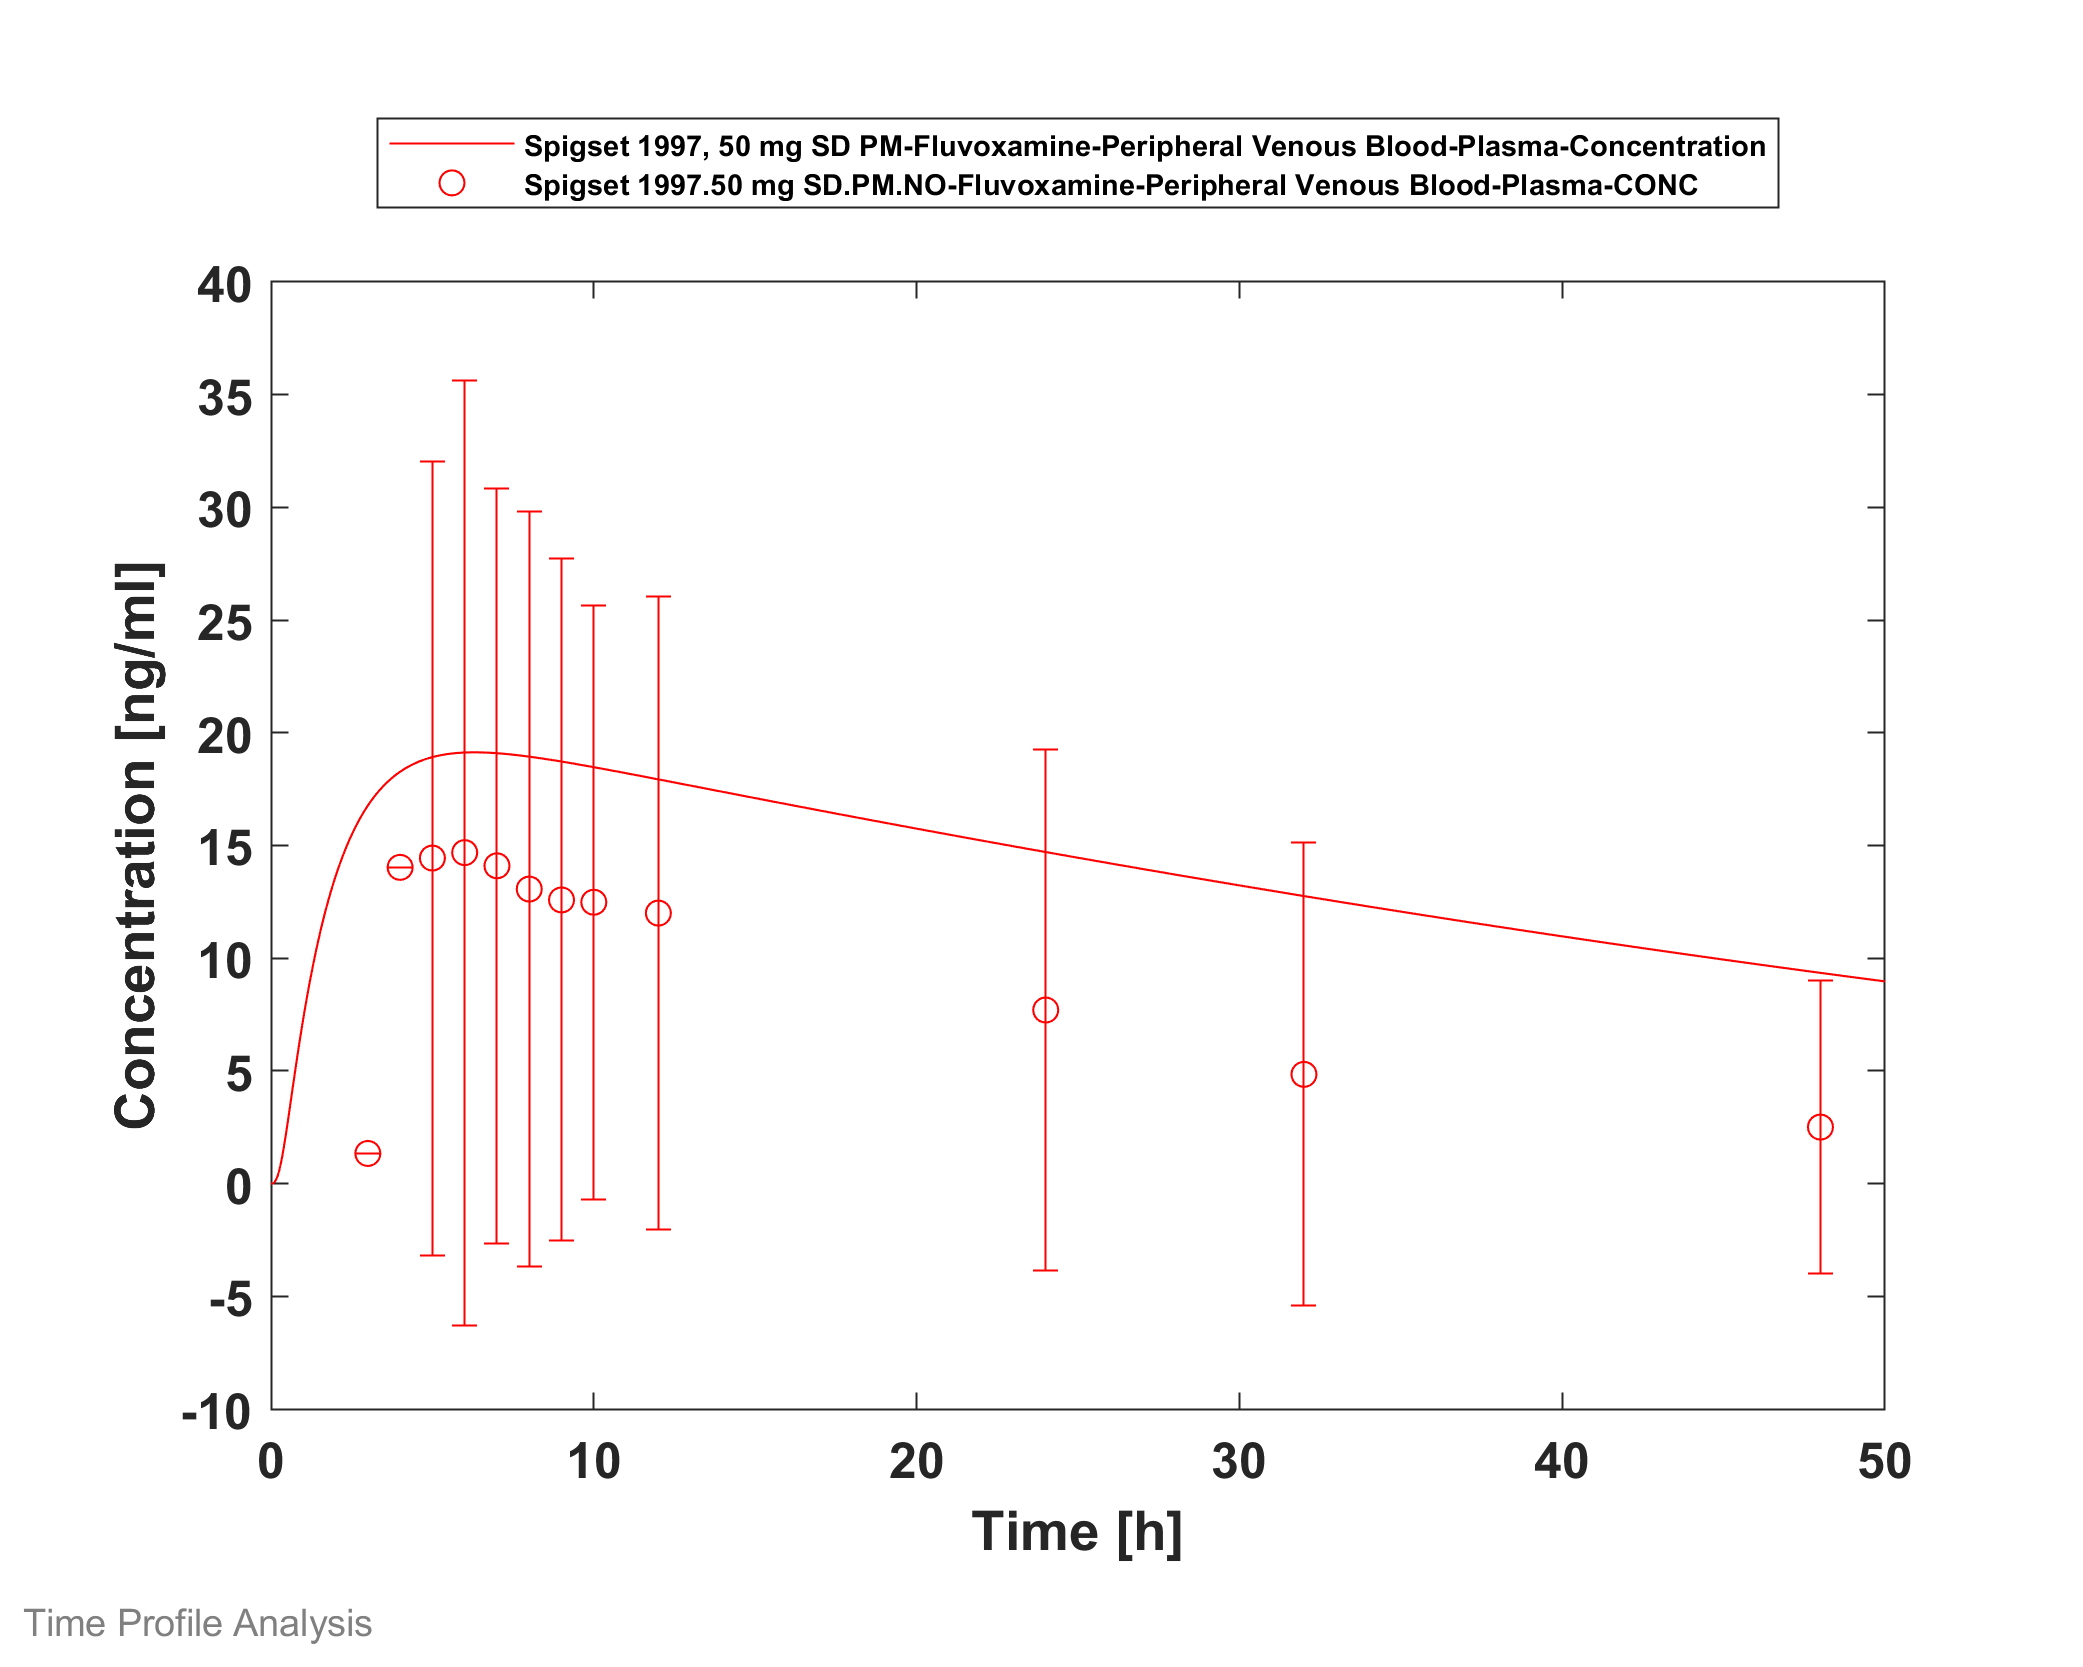 Spigset 1997, 50 mg SD PM-Fluvoxamine-Peripheral Venous Blood-Plasma-Concentration
Spigset 1997.50 mg SD.PM.NO-Fluvoxamine-Peripheral Venous Blood-Plasma-CONC
40
35
30
25
20
15
10
5
0
-5
-10
Concentration [ng/ml]
0 10 20 30 40 50
Time [h]
Time Profile Analysis